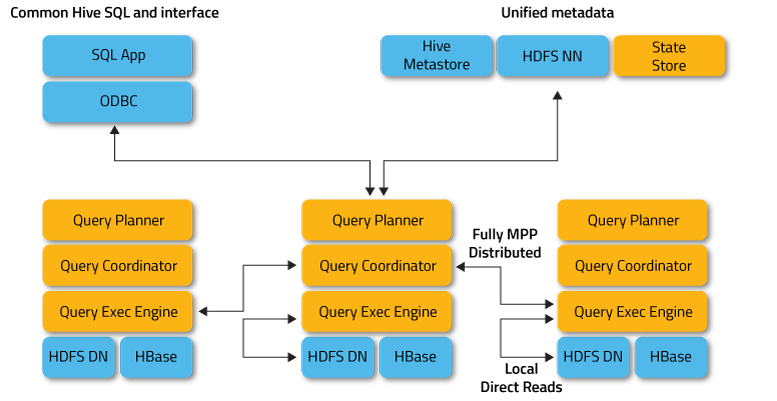 Common Hive SQL and interface
Unified metadata
SQL App
ODBC
Hive
Metastore
HDFS NN
State
Store
Query Planner
Query Coordinator
Query Exec Engine
HDFS DN
HBase
Query Planner
Query Coordinator
Query Exec Engine
HDFS DN
HBase
Fully MPP
Distributed
Local
Direct Reads
Query Planner
Query Coordinator
Query Exec Engine
HDFS DN
HBase